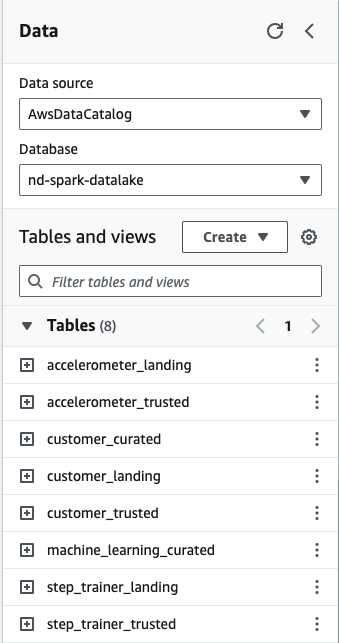 Data
Data source
AwsDataCatalog
Database
nd-spark-datalake
Tables and views
Create
Filter tables and views
Tables (8)
1
accelerometer_landing
accelerometer_trusted
customer_curated
customer_landing
customer_trusted
machine_learning_curated
step_trainer_landing
step_trainer_trusted